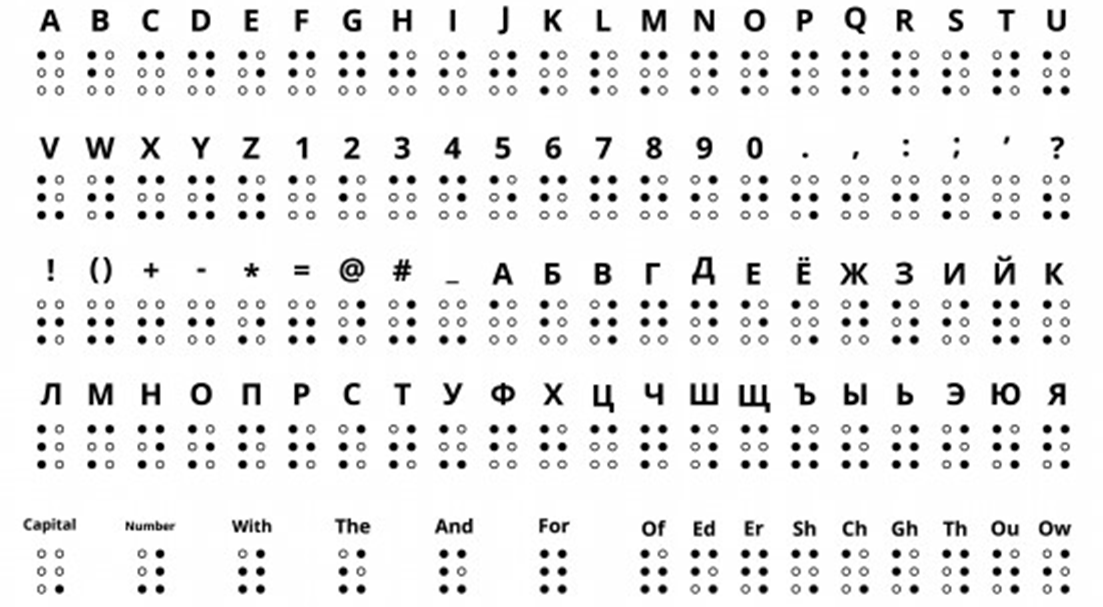 A B C D E F G H I J K L M N O P Q R S T U
V W X Y Z 1 2 3 4 5 6 7 8 9 0 . , : ; ’ ?
! () + - * = @ # _ А Б В Г Д Е Ё Ж З И Й К
Л М Н О П Р С Т У Ф Х Ц Ч Ш Щ Ъ Ы Ь Э Ю Я
Capital Number With The And For Of Ed Er Sh Ch Gh Th Ou Ow